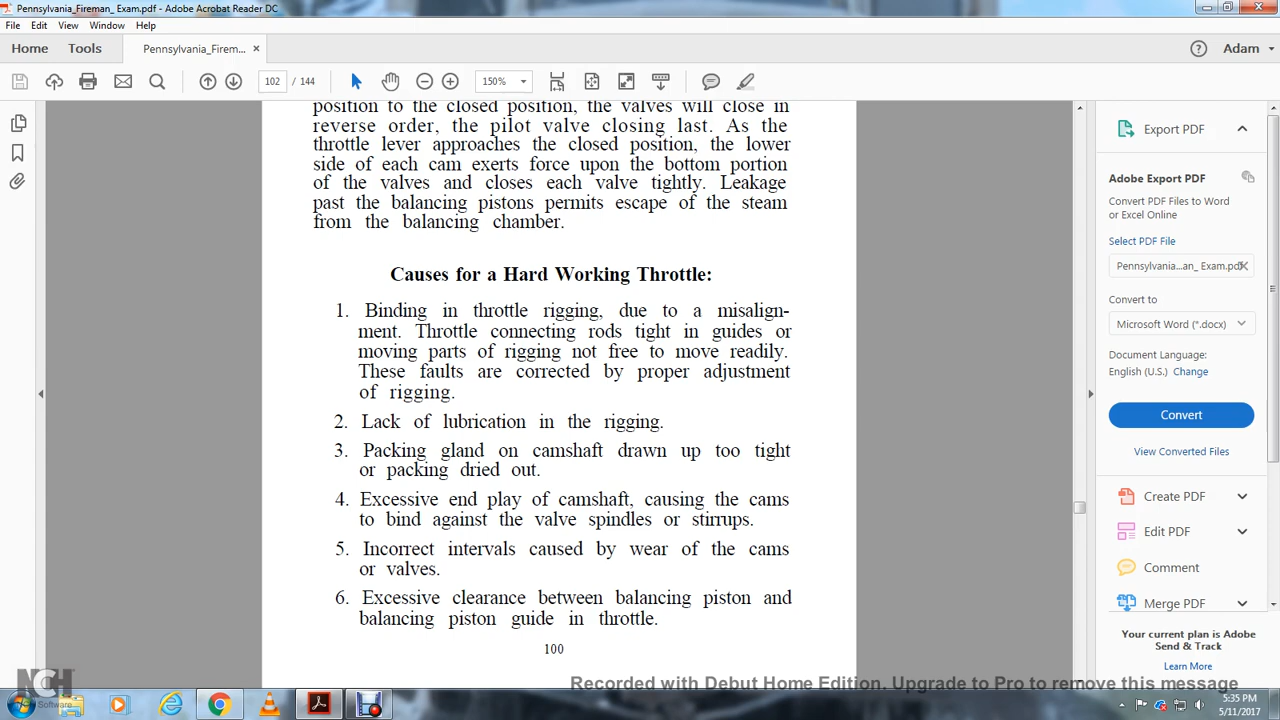 Pennsylvania_Fireman_ Exam.pdf - Adobe Acrobat Reader DC
File Edit View Window Help
Home Tools Pennsylvania_Firem... × Adam
102 / 144 150%
position to the closed position, the valves will close in
reverse order, the pilot valve closing last. As the
throttle lever approaches the closed position, the lower
side of each cam exerts force upon the bottom portion
of the valves and closes each valve tightly. Leakage
past the balancing pistons permits escape of the steam
from the balancing chamber.
Causes for a Hard Working Throttle:
1. Binding in throttle rigging, due to a misalign-
ment. Throttle connecting rods tight in guides or
moving parts of rigging not free to move readily.
These faults are corrected by proper adjustment
of rigging.
2. Lack of lubrication in the rigging.
3. Packing gland on camshaft drawn up too tight
or packing dried out.
4. Excessive end play of camshaft, causing the cams
to bind against the valve spindles or stirrups.
5. Incorrect intervals caused by wear of the cams
or valves.
6. Excessive clearance between balancing piston and
balancing piston guide in throttle.
100
Export PDF
Adobe Export PDF
Convert PDF Files to Word
or Excel Online
Select PDF File
Pennsylvania...an_ Exam.pdf
Convert to
Microsoft Word (*.docx)
Document Language:
English (U.S.) Change
Convert
View Converted Files
Create PDF
Edit PDF
Comment
Merge PDF
Your current plan is Adobe
Send & Track
Learn More
NCH
Software
Recorded with Debut Home Edition. Upgrade to Pro to remove this message
5:35 PM
5/11/2017